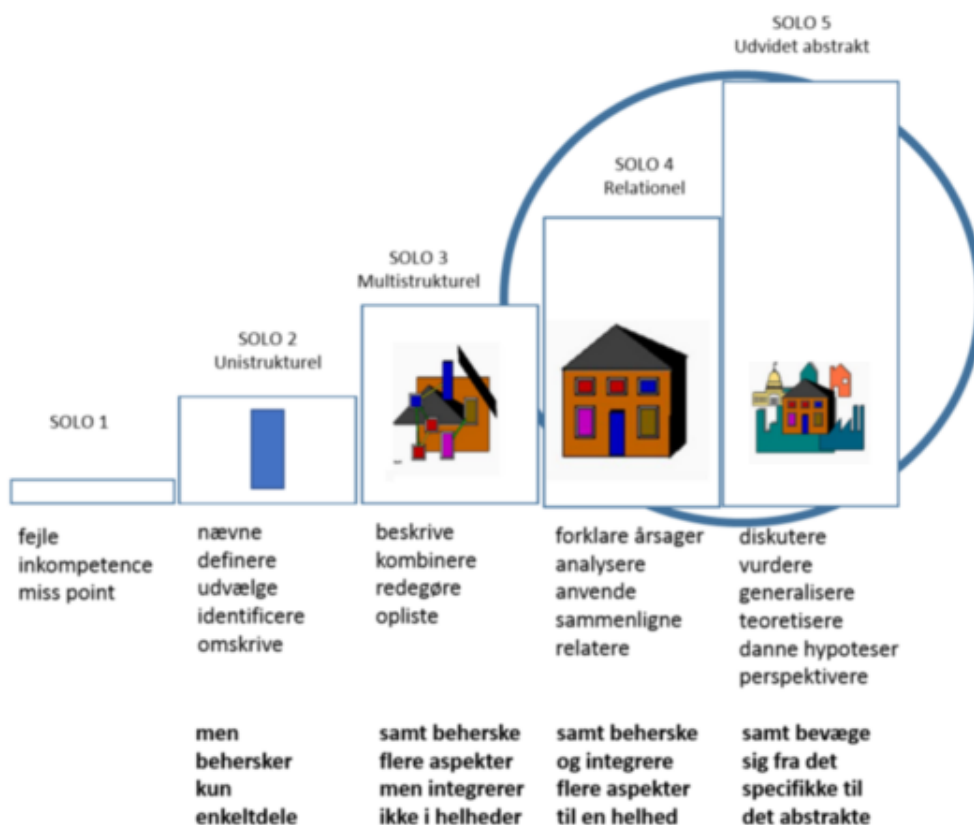 SOLO 5
Udvidet abstrakt
SOLO 4
Relationel
SOLO 3
Multistrukturel
SOLO 2
Unistrukturel
SOLO 1
fejle
inkompetence
miss point
nævne
definere
udvælge
identificere
omskrive
beskrive
kombinere
redegøre
opliste
forklare årsager
analysere
anvende
sammenligne
relatere
diskutere
vurdere
generalisere
teoretisere
danne hypoteser
perspektivere
men
behersker
kun
enkeltdele
samt beherske
flere aspekter
men integrerer
ikke i helheder
samt beherske
og integrere
flere aspekter
til en helhed
samt bevæge
sig fra det
specifikke til
det abstrakte